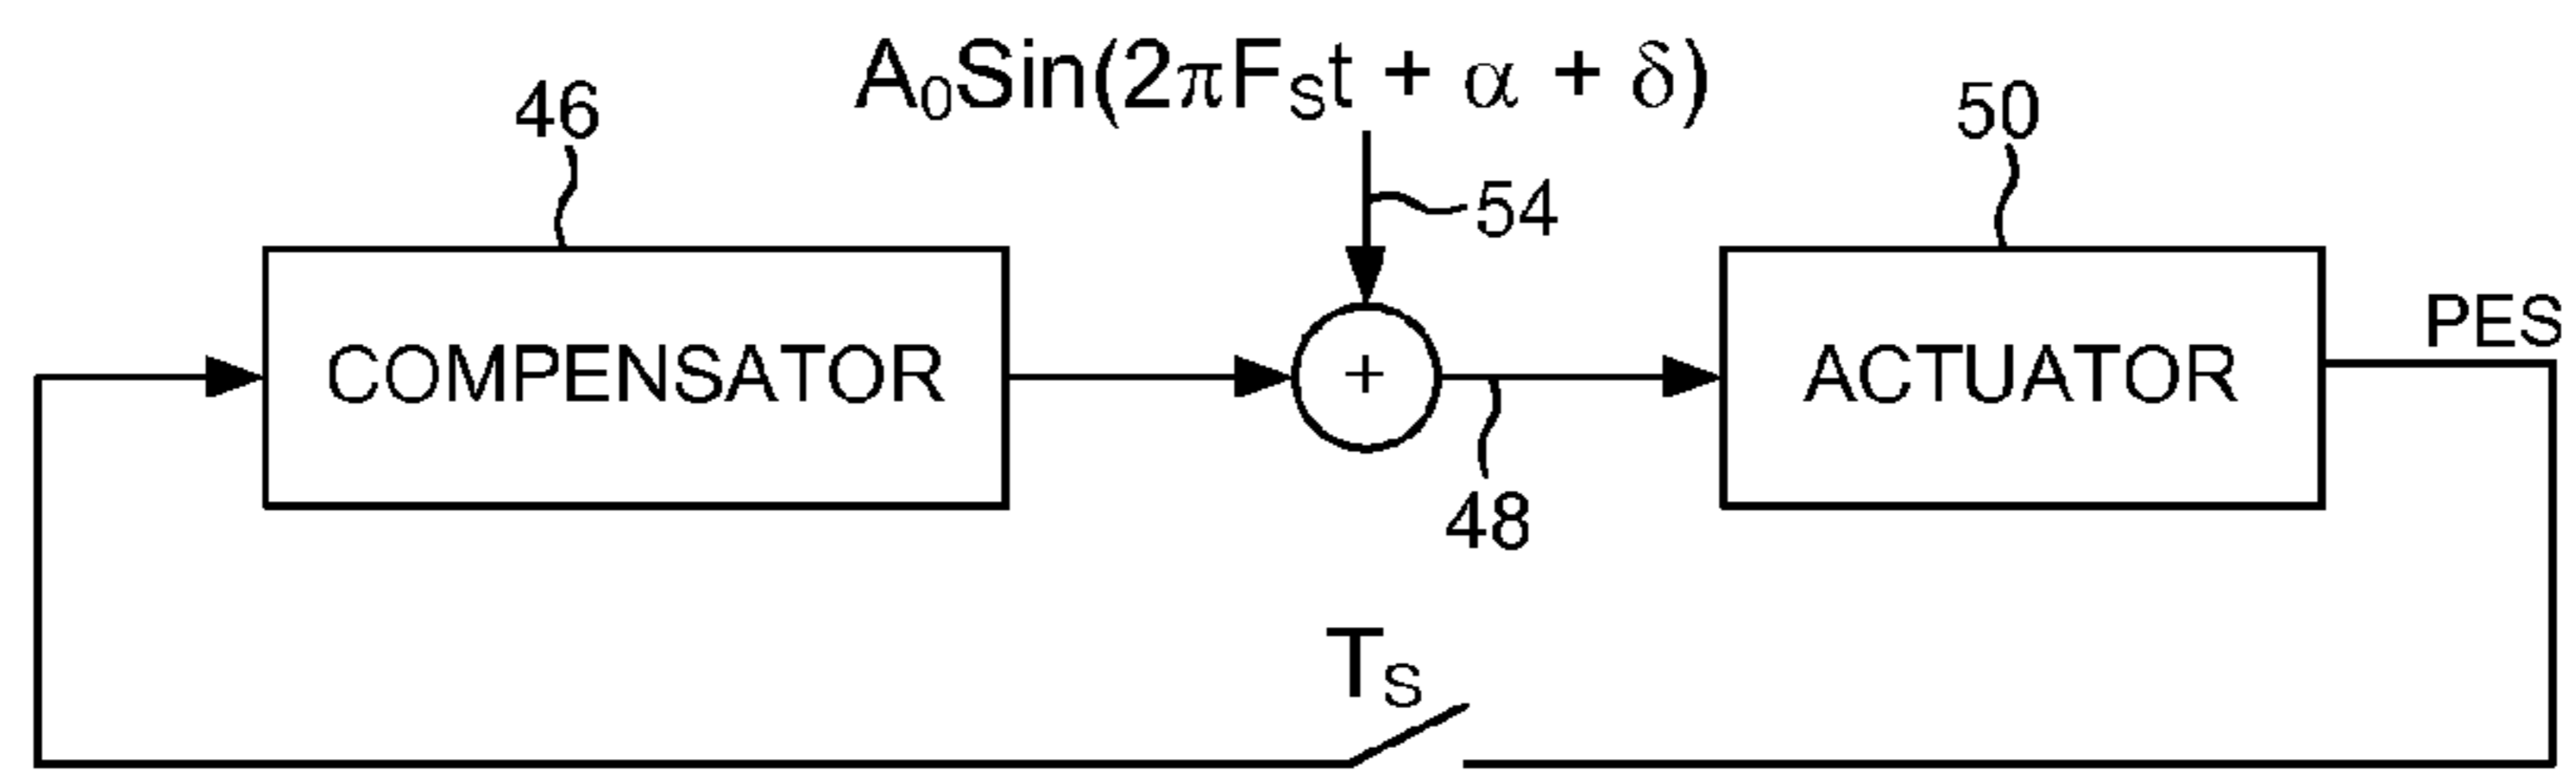 A₀Sin(2πFₛt + α + δ)
46
50
54
COMPENSATOR
+
ACTUATOR
PES
48
Tₛ